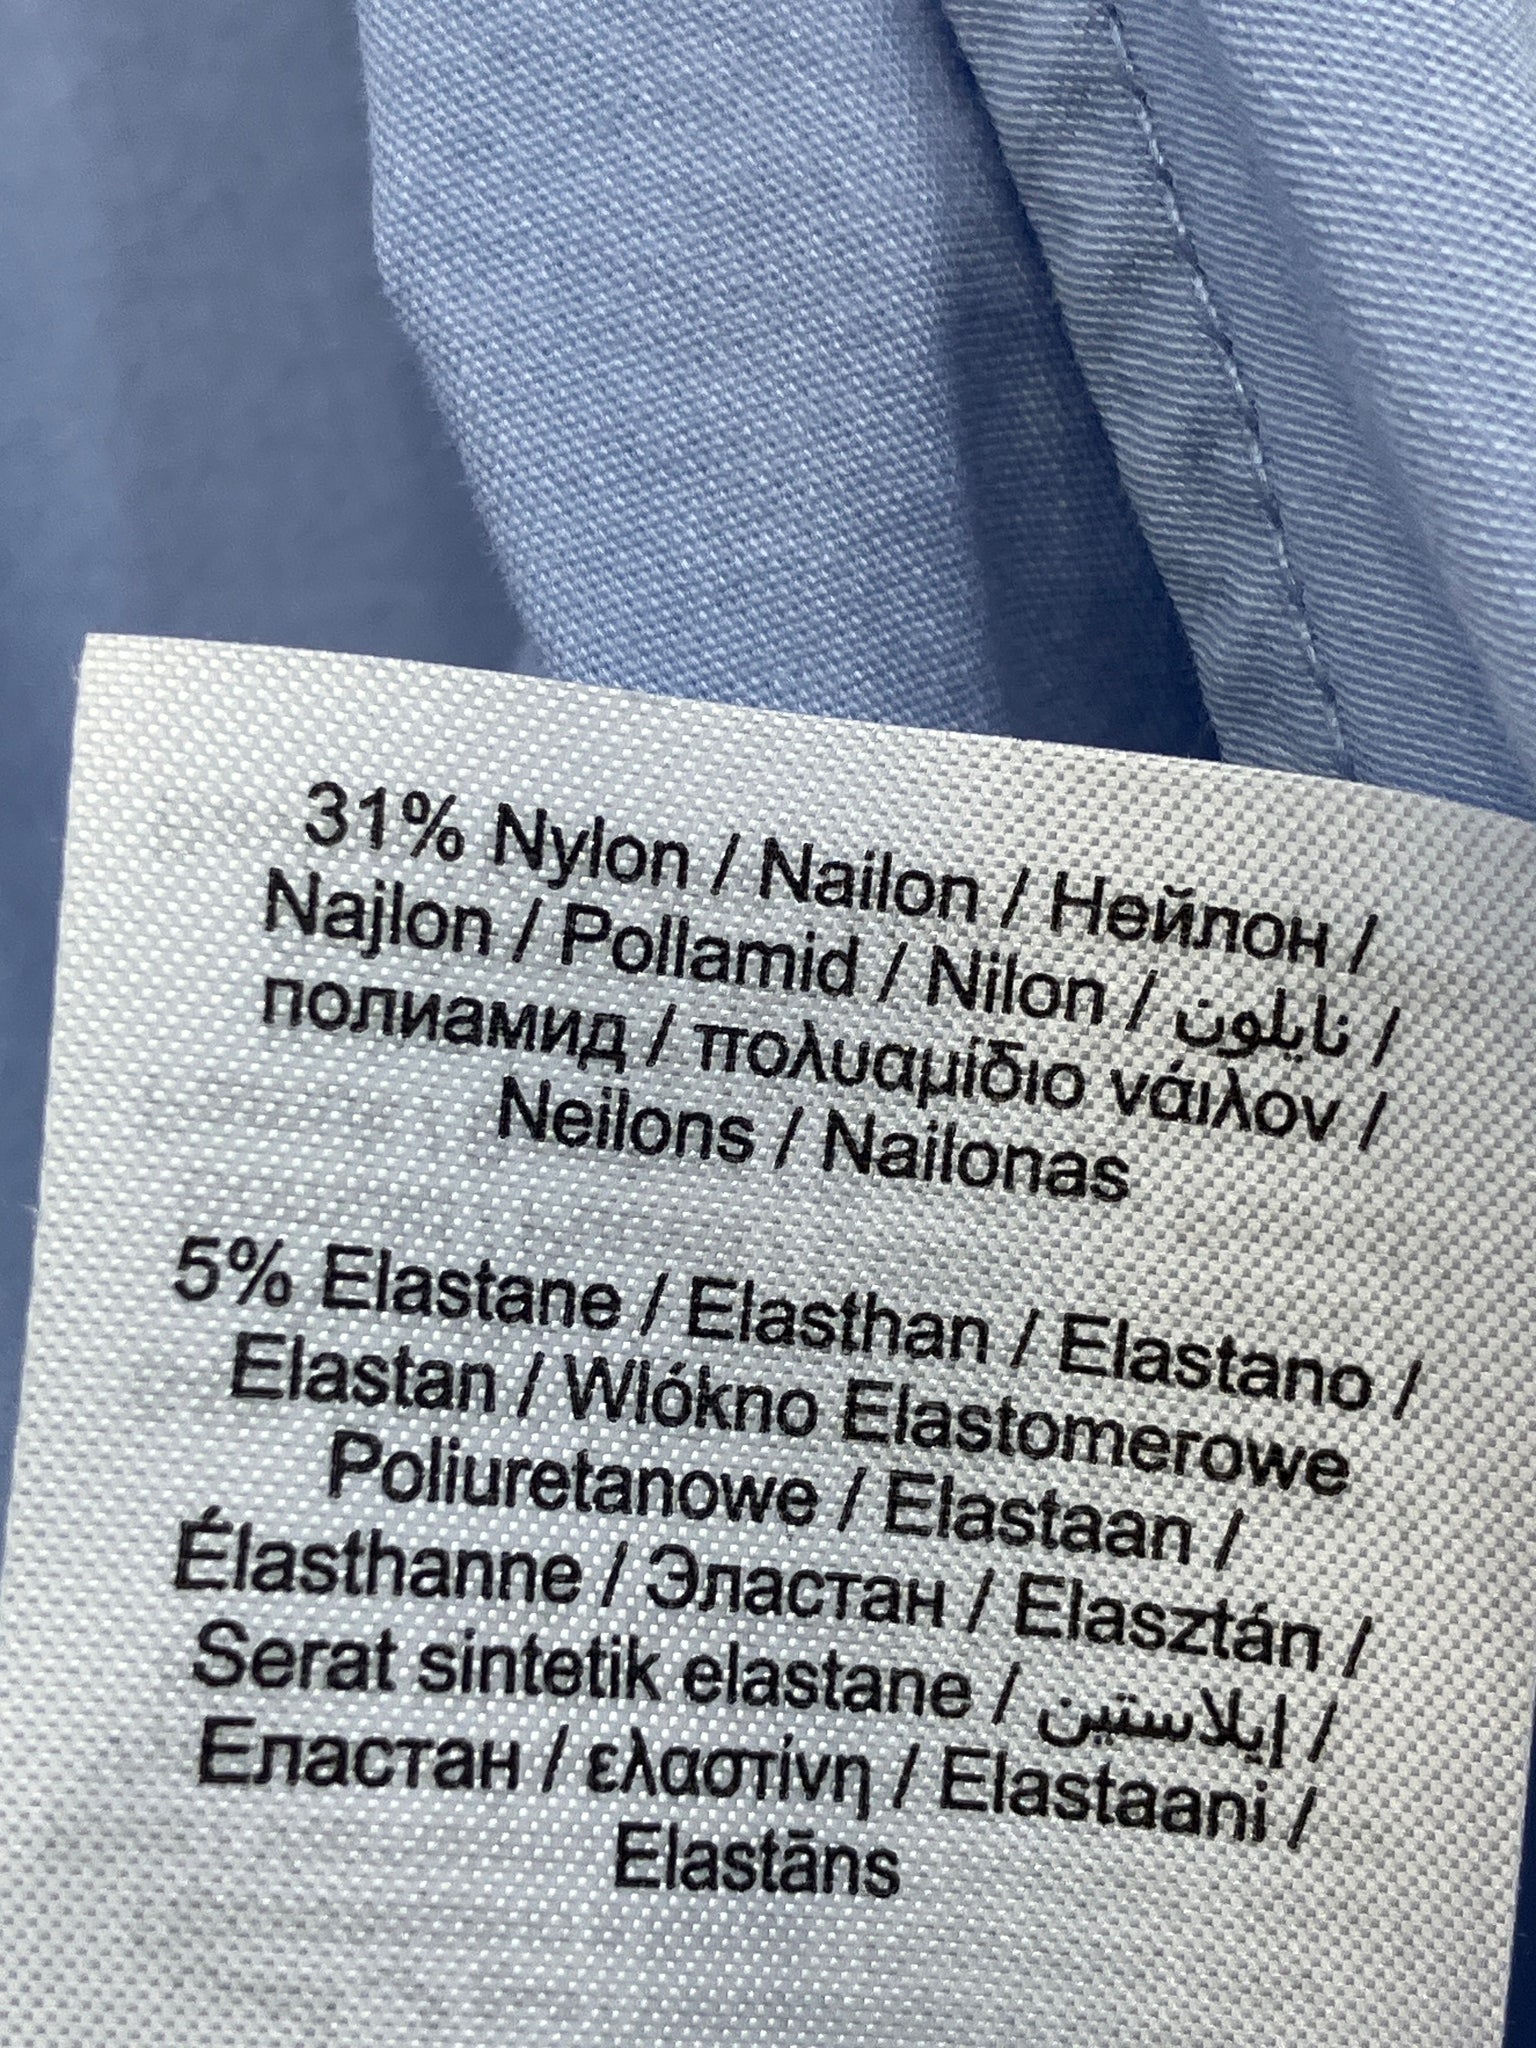 31% Nylon / Nailon / Нейлон /
Najlon / Pollamid / Nilon / نايلون /
полиамид / πολυαμίδιο νάιλον /
Neilons / Nailonas
5% Elastane / Elasthan / Elastano /
Elastan / Wlókno Elastomerowe
Poliuretanowe / Elastaan /
Élasthanne / Эластан / Elasztán /
Serat sintetik elastane / إيلاستين /
Еластан / ελαστίνη / Elastaani /
Elastāns